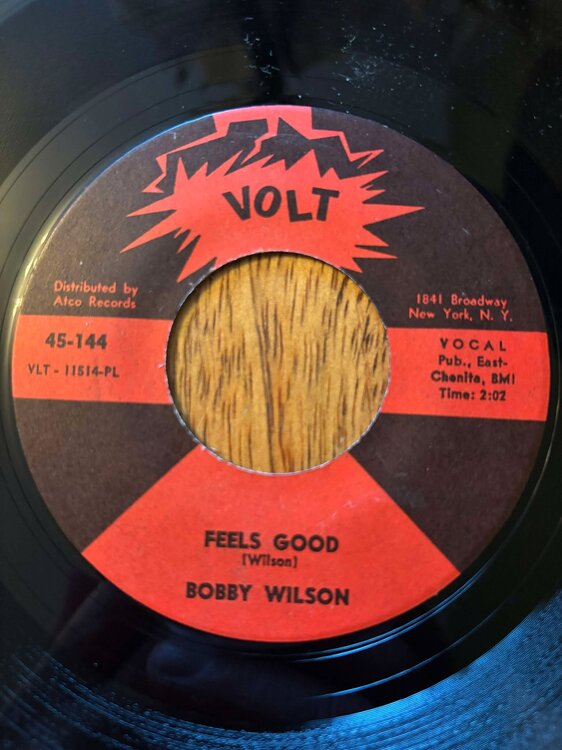 VOLT
Distributed by
Atco Records
1841 Broadway
New York, N. Y.
45-144
VLT - 11514-PL
VOCAL
Pub., East-
Chenita, BMI
Time: 2:02
FEELS GOOD
(Wilson)
BOBBY WILSON